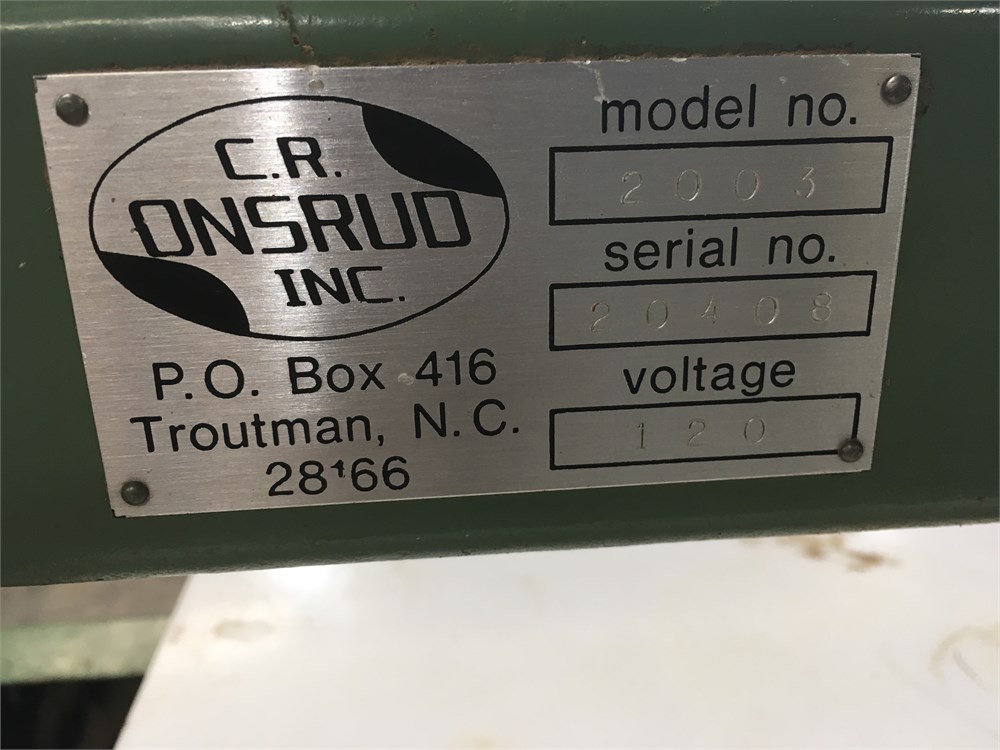 C.R.
ONSRUD
INC.
P.O. Box 416
Troutman, N.C.
28166
model no.
2003
serial no.
20408
voltage
120